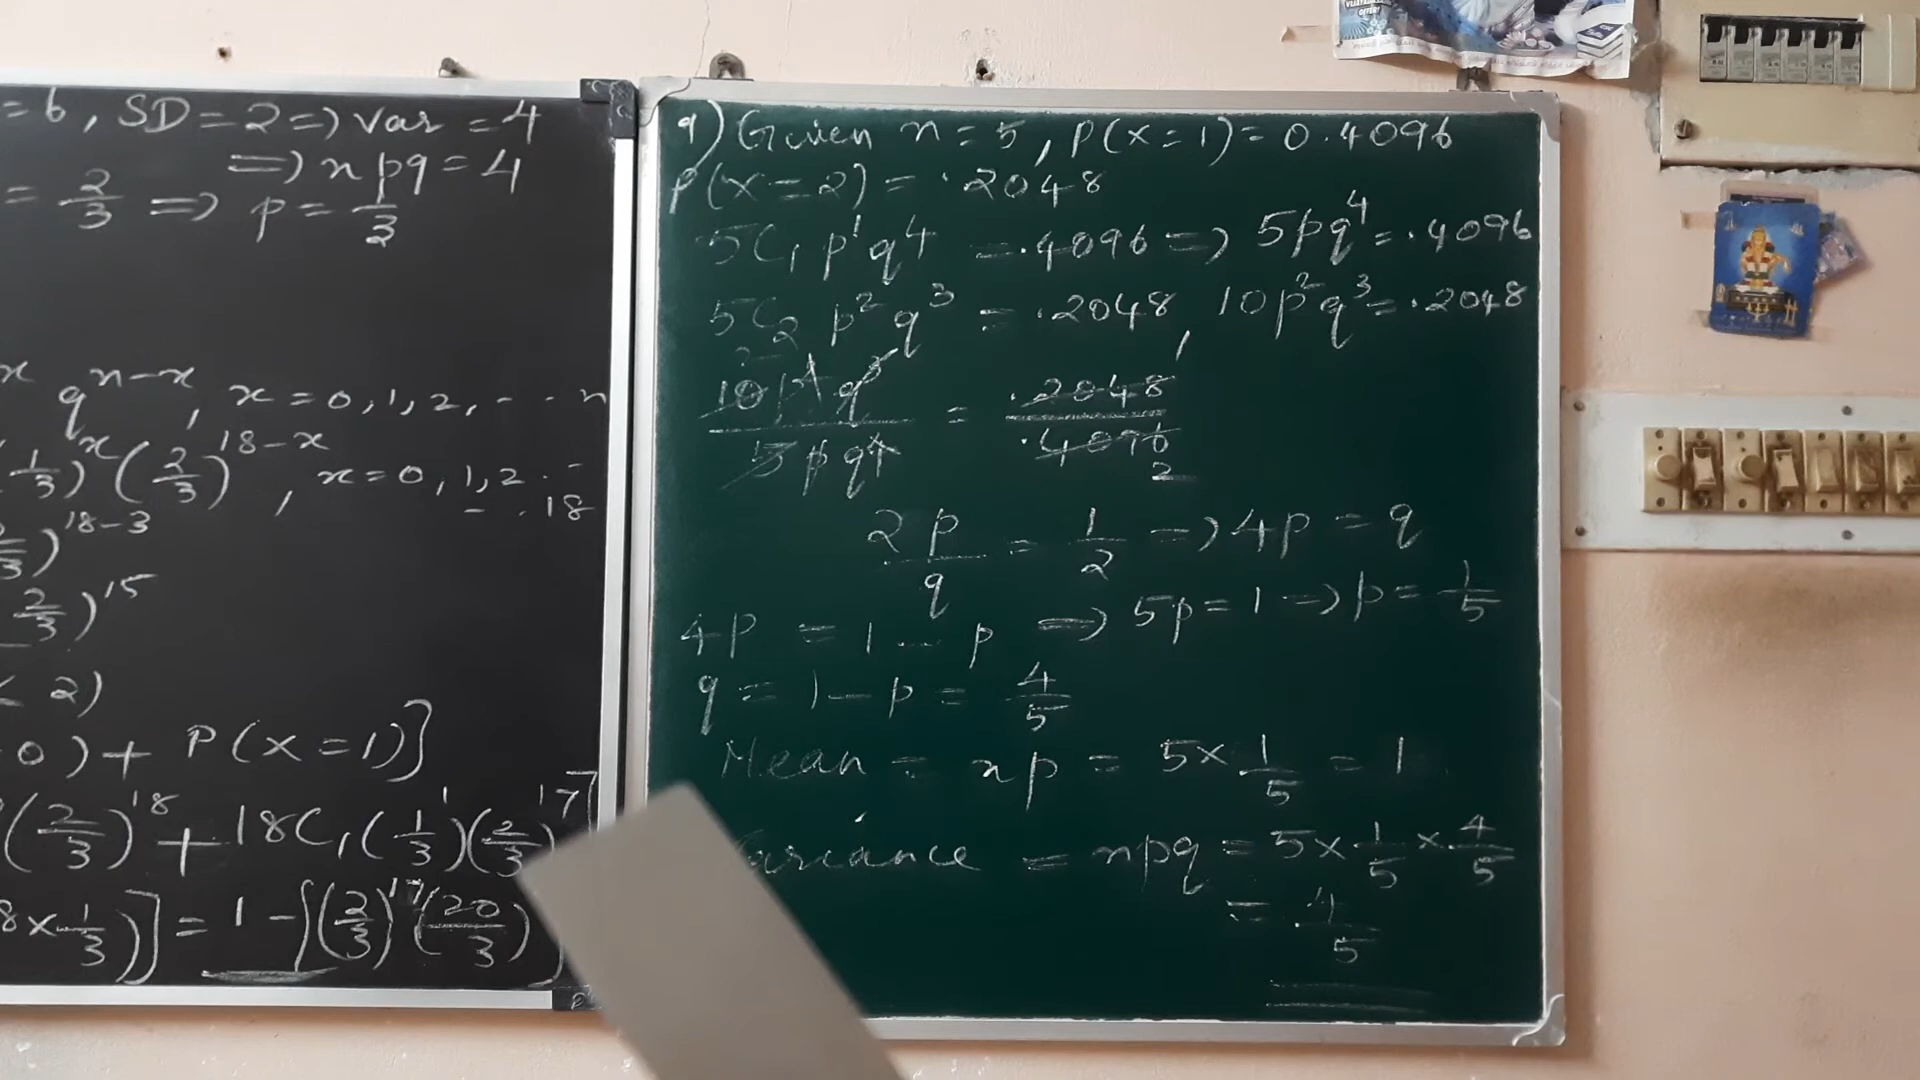 = 6, SD = 2 => Var = 4
=> npq = 4
= 2/3 => p = 1/3
x q^(n-x), x = 0, 1, 2, - - n
(1/3)^x (2/3)^(18-x), x = 0, 1, 2 - - - . 18
)^(18-3)
(2/3)^15
< 2)
0) + P(X = 1)]
(2/3)^18 + 18C₁ (1/3)^1 (2/3)^17]
8 × 1/3)] = 1 - [(2/3)^17 (20/3)]
9) Given n = 5, P(X = 1) = 0.4096
P(X = 2) = .2048
5C₁ p^1 q^4 = .4096 => 5pq^4 = .4096
5C₂ p^2 q^3 = .2048, 10p^2 q^3 = .2048
10p^2 q^3 / 5pq^4 = .2048 / .4096
2p/q = 1/2 => 4p = q
4p = 1 - p => 5p = 1 -> p = 1/5
q = 1 - p = 4/5
Mean = np = 5 × 1/5 = 1
ariance = npq = 5 × 1/5 × 4/5
= 4/5